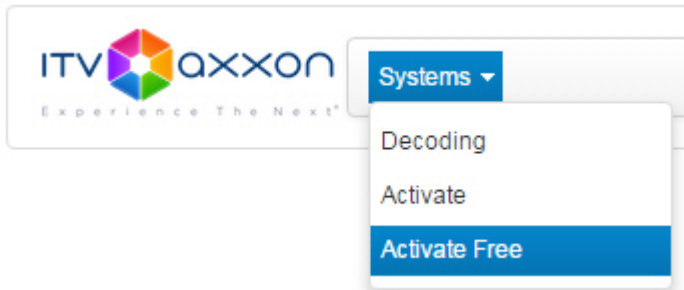 ITV axxon
Experience The Next®
Systems
Decoding
Activate
Activate Free